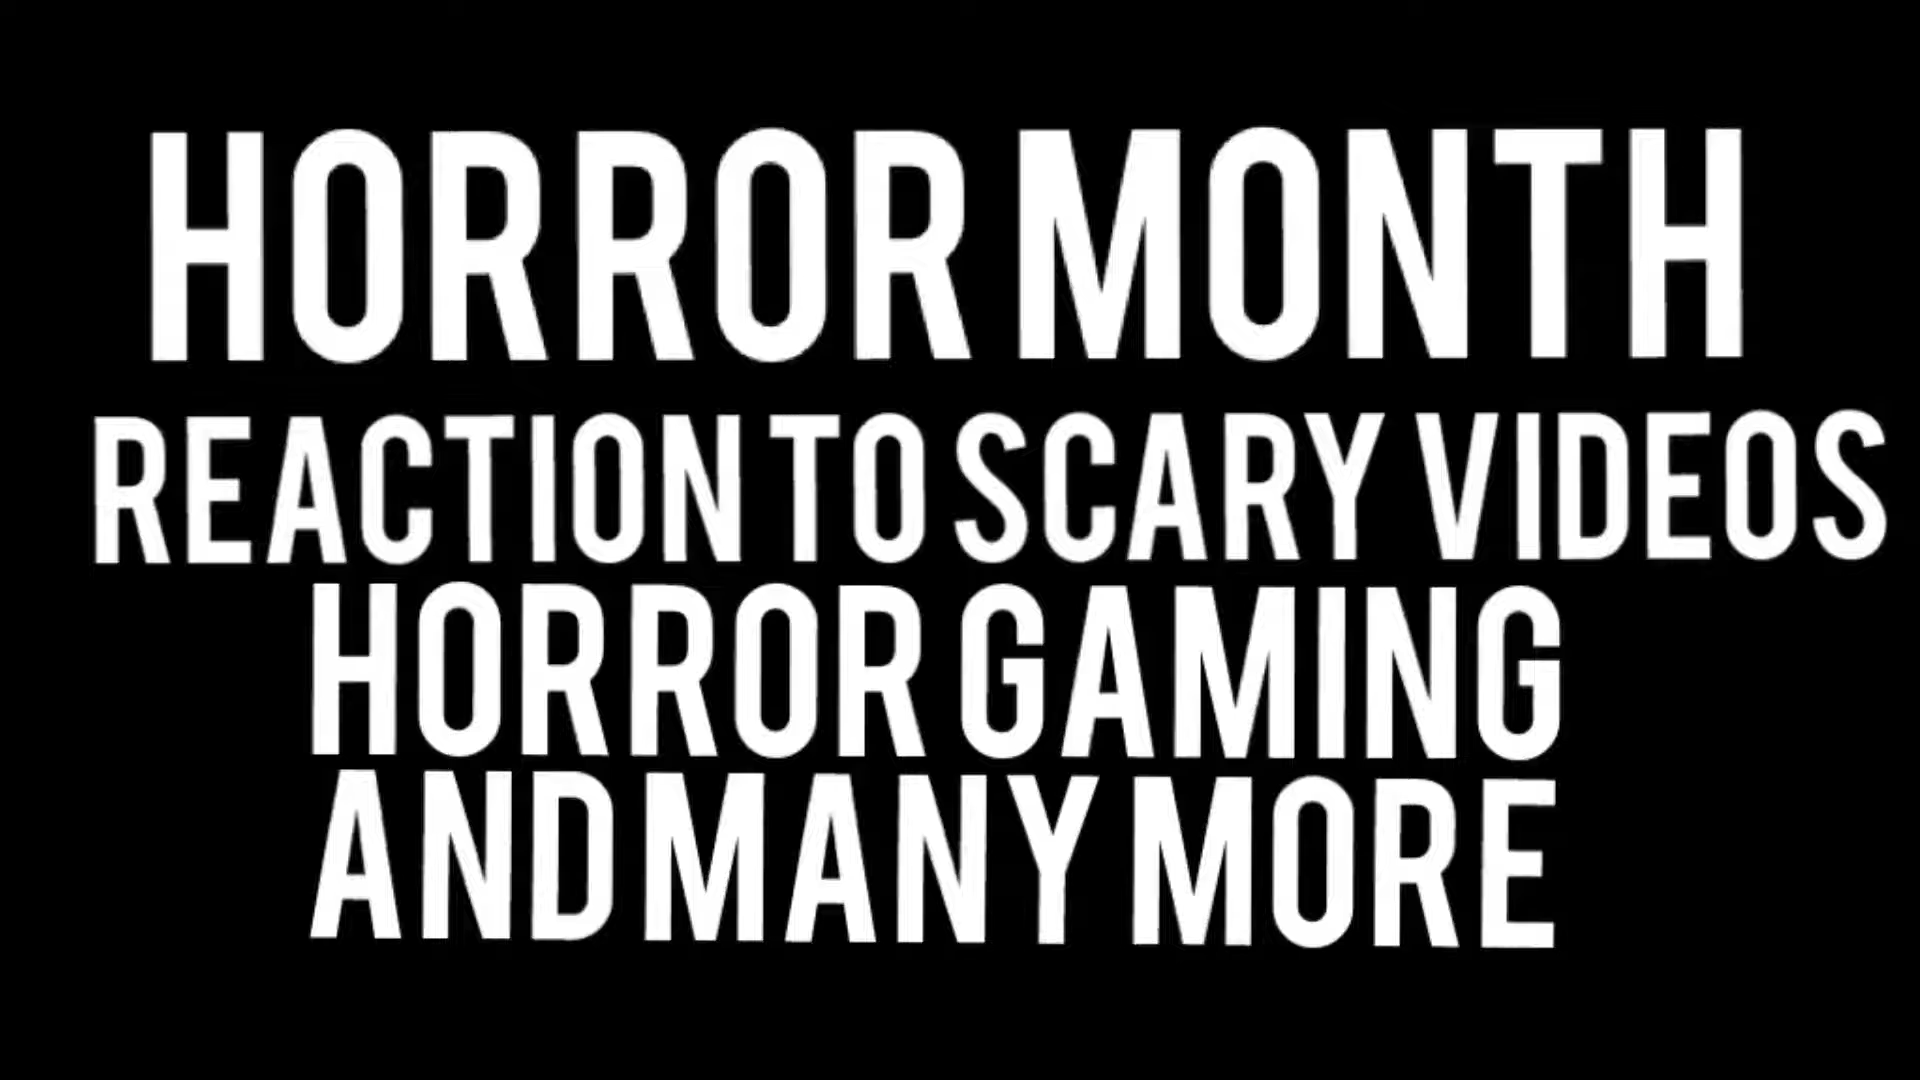 HORROR MONTH
REACTION TO SCARY VIDEOS
HORROR GAMING
AND MANY MORE